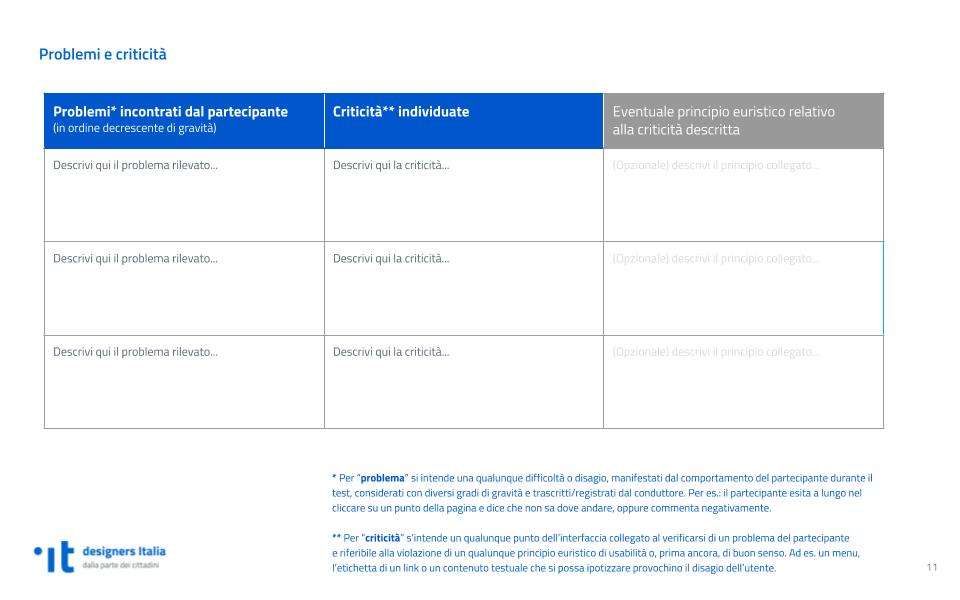 Problemi e criticità
Problemi* incontrati dal partecipante
(in ordine decrescente di gravità)
Criticità** individuate
Eventuale principio euristico relativo
alla criticità descritta
Descrivi qui il problema rilevato...
Descrivi qui la criticità...
(Opzionale) descrivi il principio collegato...
Descrivi qui il problema rilevato...
Descrivi qui la criticità...
(Opzionale) descrivi il principio collegato...
Descrivi qui il problema rilevato...
Descrivi qui la criticità...
(Opzionale) descrivi il principio collegato...
* Per “problema” si intende una qualunque difficoltà o disagio, manifestati dal comportamento del partecipante durante il
test, considerati con diversi gradi di gravità e trascritti/registrati dal conduttore. Per es.: il partecipante esita a lungo nel
cliccare su un punto della pagina e dice che non sa dove andare, oppure commenta negativamente.
** Per “criticità” s’intende un qualunque punto dell’interfaccia collegato al verificarsi di un problema del partecipante
e riferibile alla violazione di un qualunque principio euristico di usabilità o, prima ancora, di buon senso. Ad es. un menu,
l’etichetta di un link o un contenuto testuale che si possa ipotizzare provochino il disagio dell’utente.
.it designers Italia
dalla parte dei cittadini
11